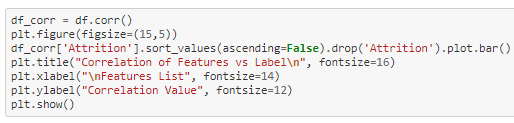 df_corr = df.corr()
plt.figure(figsize=(15,5))
df_corr['Attrition'].sort_values(ascending=False).drop('Attrition').plot.bar()
plt.title("Correlation of Features vs Label\n", fontsize=16)
plt.xlabel("\nFeatures List", fontsize=14)
plt.ylabel("Correlation Value", fontsize=12)
plt.show()